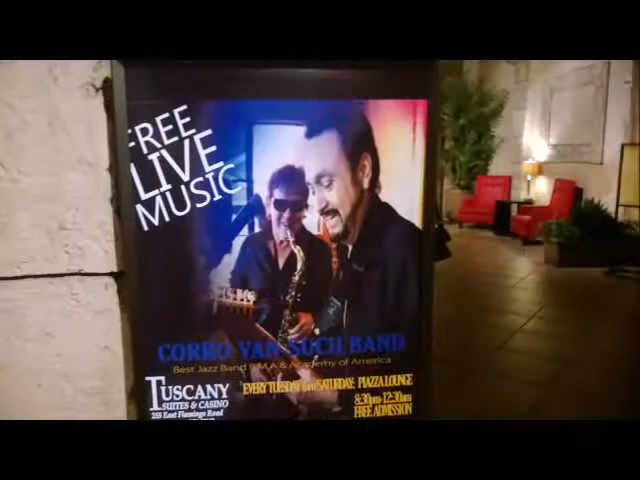 FREE
LIVE
MUSIC
CORRO VAN SUCH BAND
Best Jazz Band L.M.A & Academy of America
TUSCANY
SUITES & CASINO
255 East Flamingo Road
EVERY TUESDAY thru SATURDAY: PIAZZA LOUNGE
8:30pm-12:30am
FREE ADMISSION